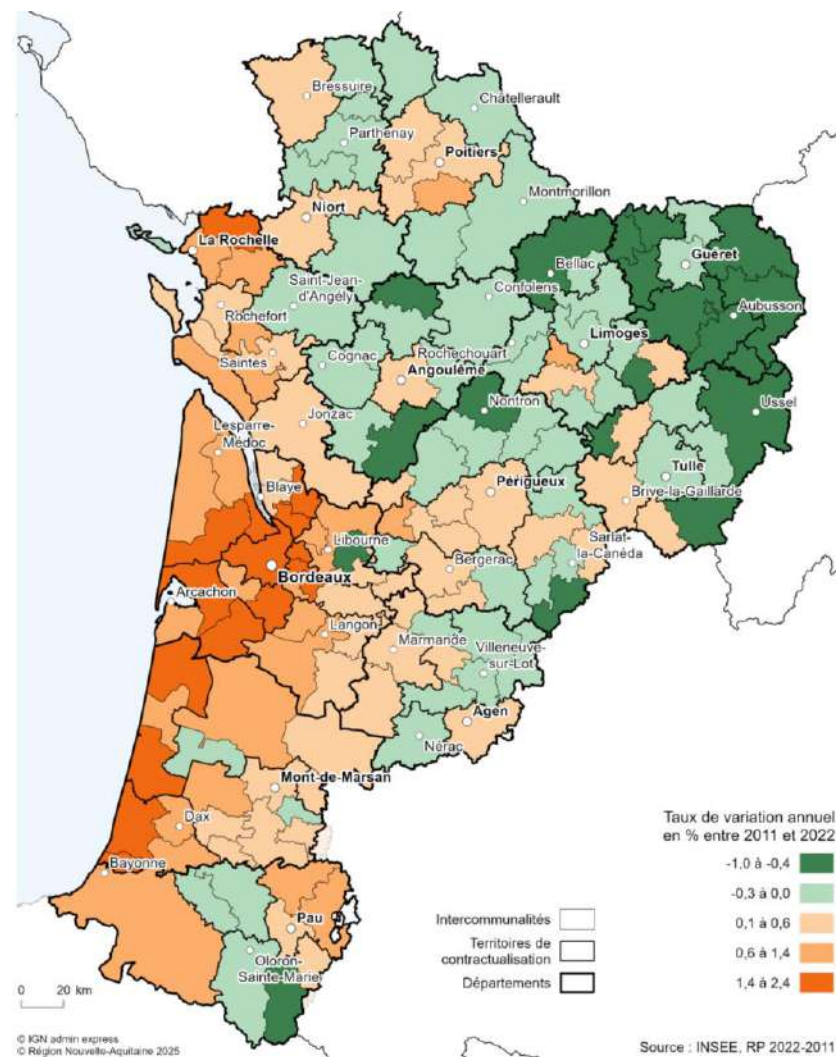 Bressuire
Châtellerault
Parthenay
Poitiers
Montmorillon
Niort
La Rochelle
Guéret
Bellac
Saint-Jean-
d'Angély
Confolens
Rochefort
Aubusson
Limoges
Saintes
Cognac
Rochechouart
Angoulême
Nontron
Ussel
Jonzac
Lesparre-
Médoc
Tulle
Périgueux
Blaye
Brive-la-Gaillarde
Libourne
Sarlat-
la-Canéda
Bergerac
Bordeaux
Arcachon
Langon
Marmande
Villeneuve-
sur-Lot
Agen
Nérac
Mont-de-Marsan
Dax
Bayonne
Pau
Oloron-
Sainte-Marie
Taux de variation annuel
en % entre 2011 et 2022
-1,0 à -0,4
-0,3 à 0,0
0,1 à 0,6
0,6 à 1,4
1,4 à 2,4
Intercommunalités
Territoires de
contractualisation
Départements
0 20 km
© IGN admin express
© Région Nouvelle-Aquitaine 2025
Source : INSEE, RP 2022-2011